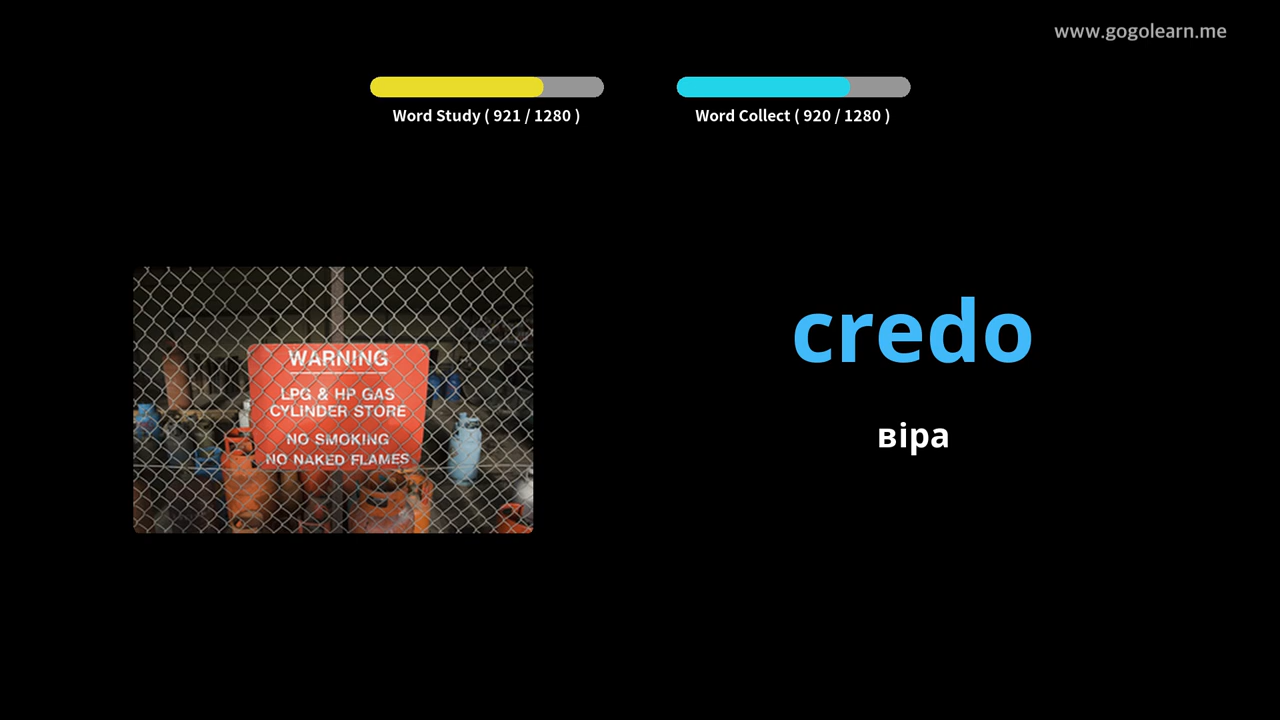 www.gogolearn.me
Word Study ( 921 / 1280 )
Word Collect ( 920 / 1280 )
WARNING
LPG & HP GAS
CYLINDER STORE
NO SMOKING
NO NAKED FLAMES
credo
віра